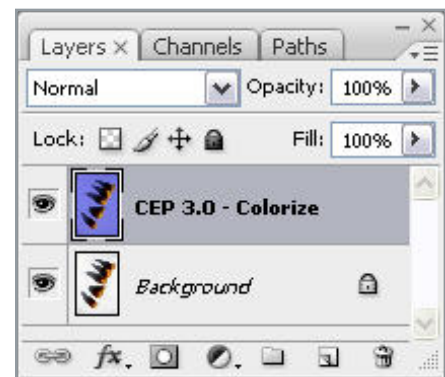 Layers × Channels Paths
Normal Opacity: 100%
Lock: Fill: 100%
CEP 3.0 - Colorize
Background
fx.